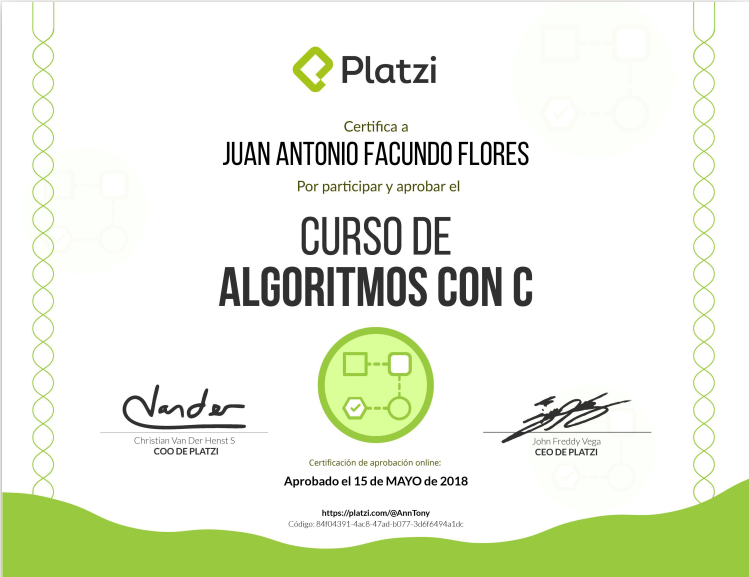 Platzi
Certifica a
JUAN ANTONIO FACUNDO FLORES
Por participar y aprobar el
CURSO DE
ALGORITMOS CON C
Vander
Christian Van Der Henst S
COO DE PLATZI
John Freddy Vega
CEO DE PLATZI
Certificación de aprobación online:
Aprobado el 15 de MAYO de 2018
https://platzi.com/@AnnTony
Código: 84f04391-4ac8-47ad-b077-3d6f6494a1dc